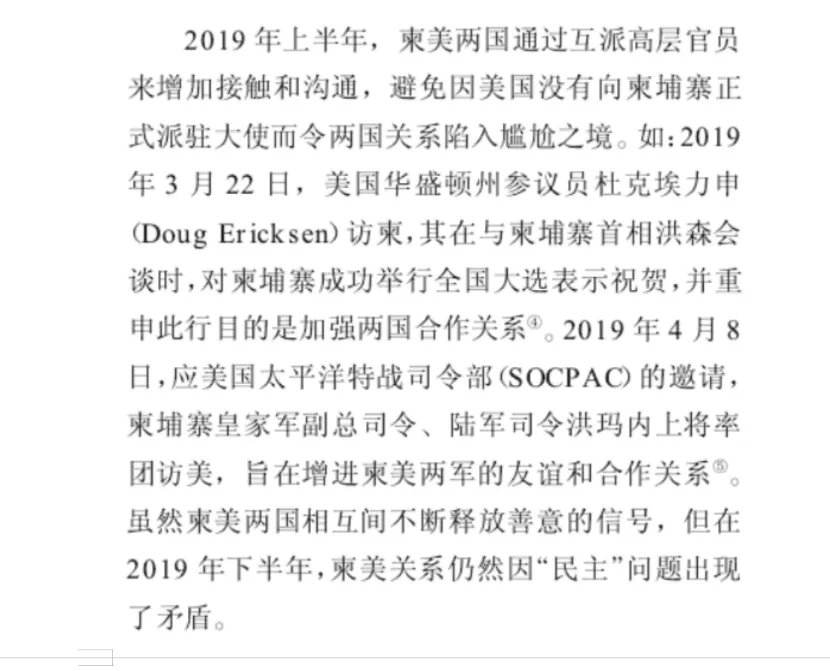 2019 年上半年，柬美两国通过互派高层官员
来增加接触和沟通，避免因美国没有向柬埔寨正
式派驻大使而令两国关系陷入尴尬之境。如：2019
年 3 月 22 日，美国华盛顿州参议员杜克埃力申
(Doug Ericksen) 访柬，其在与柬埔寨首相洪森会
谈时，对柬埔寨成功举行全国大选表示祝贺，并重
申此行目的是加强两国合作关系④。2019 年 4 月 8
日，应美国太平洋特战司令部(SOCPAC) 的邀请，
柬埔寨皇家军副总司令、陆军司令洪玛内上将率
团访美，旨在增进柬美两军的友谊和合作关系⑤。
虽然柬美两国相互间不断释放善意的信号，但在
2019 年下半年，柬美关系仍然因“民主”问题出现
了矛盾。